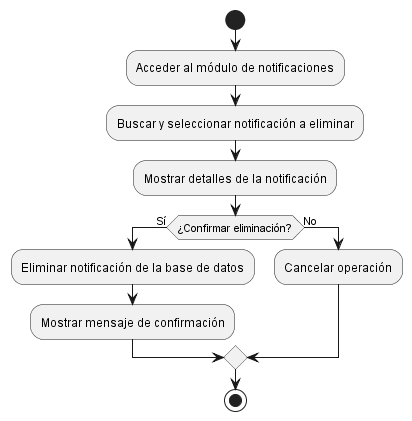 Acceder al módulo de notificaciones
Buscar y seleccionar notificación a eliminar
Mostrar detalles de la notificación
Sí
¿Confirmar eliminación?
No
Eliminar notificación de la base de datos
Cancelar operación
Mostrar mensaje de confirmación